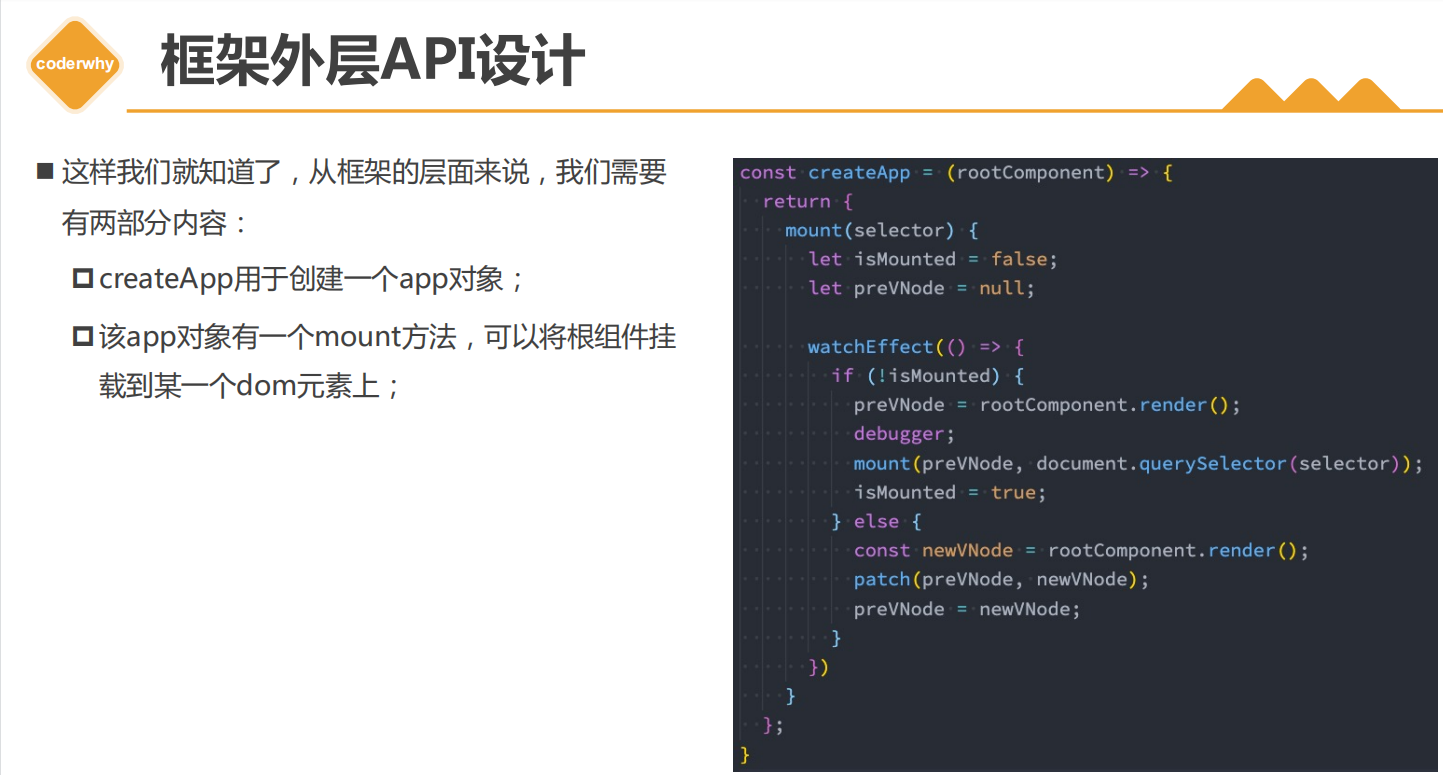 coderwhy
框架外层API设计
这样我们就知道了，从框架的层面来说，我们需要
有两部分内容：
createApp用于创建一个app对象；
该app对象有一个mount方法，可以将根组件挂
载到某一个dom元素上；
const createApp = (rootComponent) => {
  return {
    mount(selector) {
      let isMounted = false;
      let preVNode = null;

      watchEffect(() => {
        if (!isMounted) {
          preVNode = rootComponent.render();
          debugger;
          mount(preVNode, document.querySelector(selector));
          isMounted = true;
        } else {
          const newVNode = rootComponent.render();
          patch(preVNode, newVNode);
          preVNode = newVNode;
        }
      })
    }
  };
}